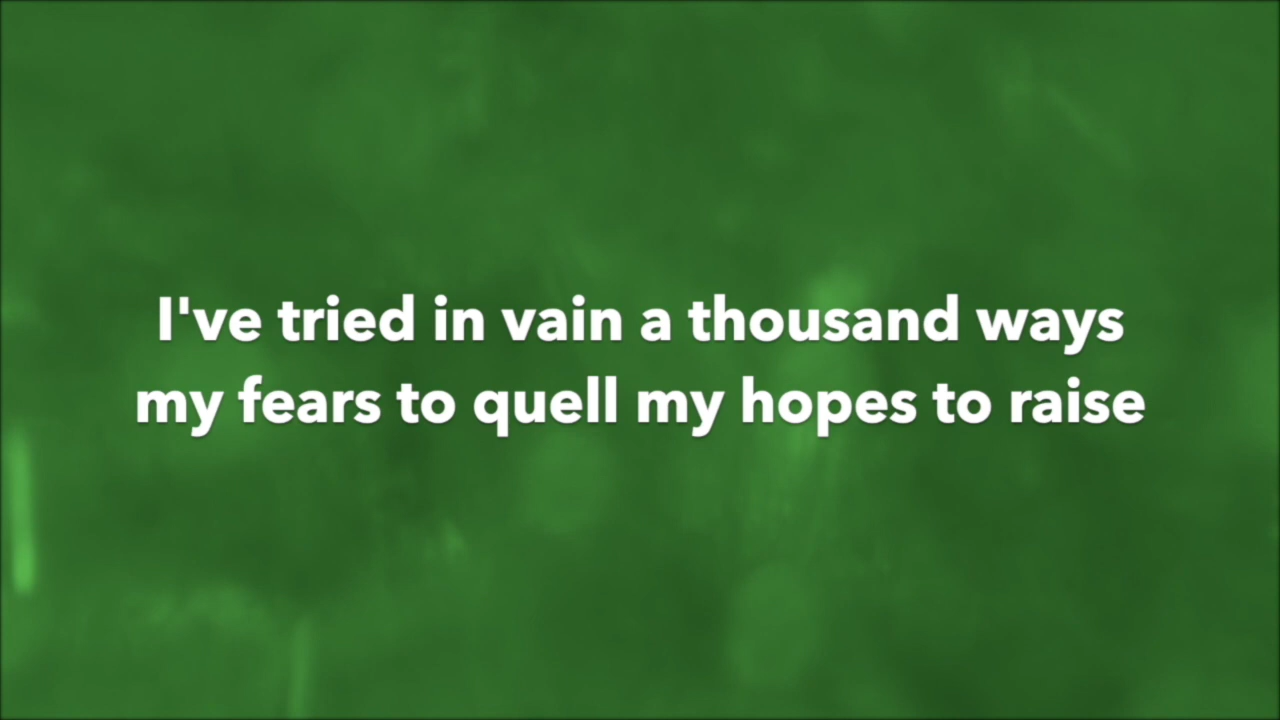 I've tried in vain a thousand ways
my fears to quell my hopes to raise